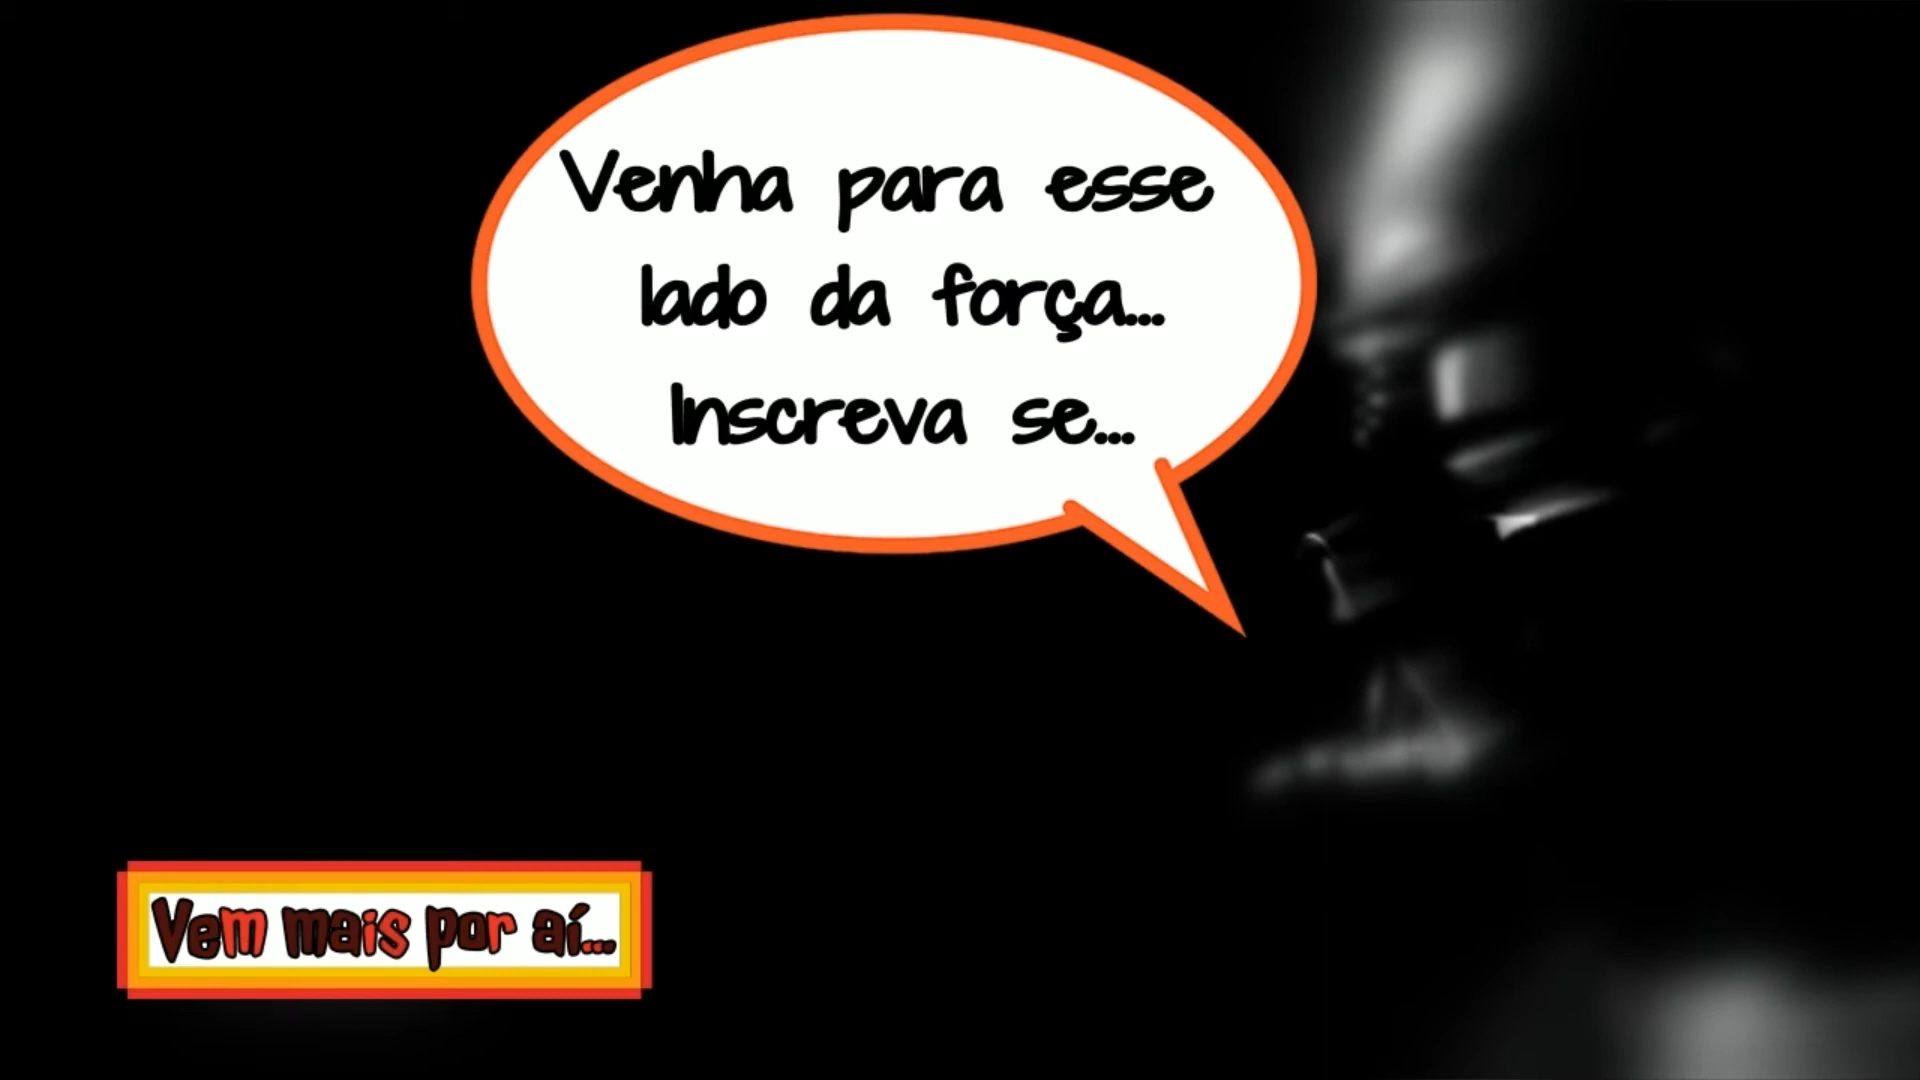 Venha para esse
lado da força...
Inscreva se...
Vem mais por aí...